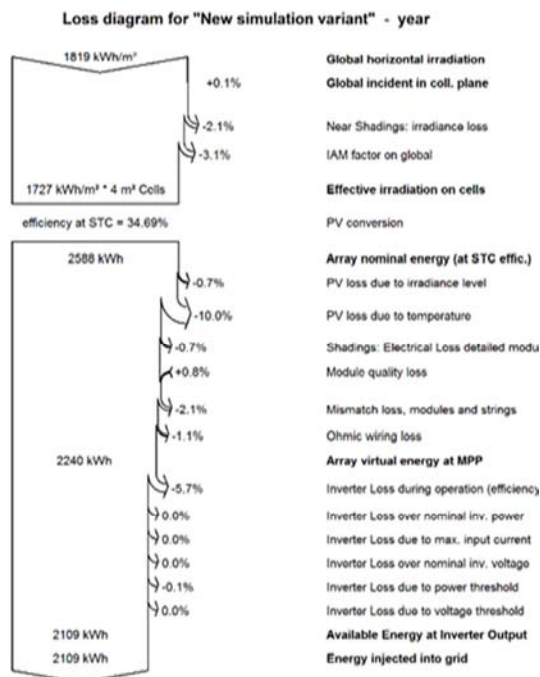 Loss diagram for "New simulation variant" - year
1819 kWh/m² Global horizontal irradiation
+0.1% Global incident in coll. plane
-2.1% Near Shadings: irradiance loss
-3.1% IAM factor on global
1727 kWh/m² * 4 m² Cells Effective irradiation on cells
efficiency at STC = 34.69% PV conversion
2588 kWh Array nominal energy (at STC effic.)
-0.7% PV loss due to irradiance level
-10.0% PV loss due to temperature
-0.7% Shadings: Electrical Loss detailed modu
+0.8% Module quality loss
-2.1% Mismatch loss, modules and strings
-1.1% Ohmic wiring loss
2240 kWh Array virtual energy at MPP
-5.7% Inverter Loss during operation (efficiency
0.0% Inverter Loss over nominal inv. power
0.0% Inverter Loss due to max. input current
0.0% Inverter Loss over nominal inv. voltage
-0.1% Inverter Loss due to power threshold
0.0% Inverter Loss due to voltage threshold
2109 kWh Available Energy at Inverter Output
2109 kWh Energy injected into grid